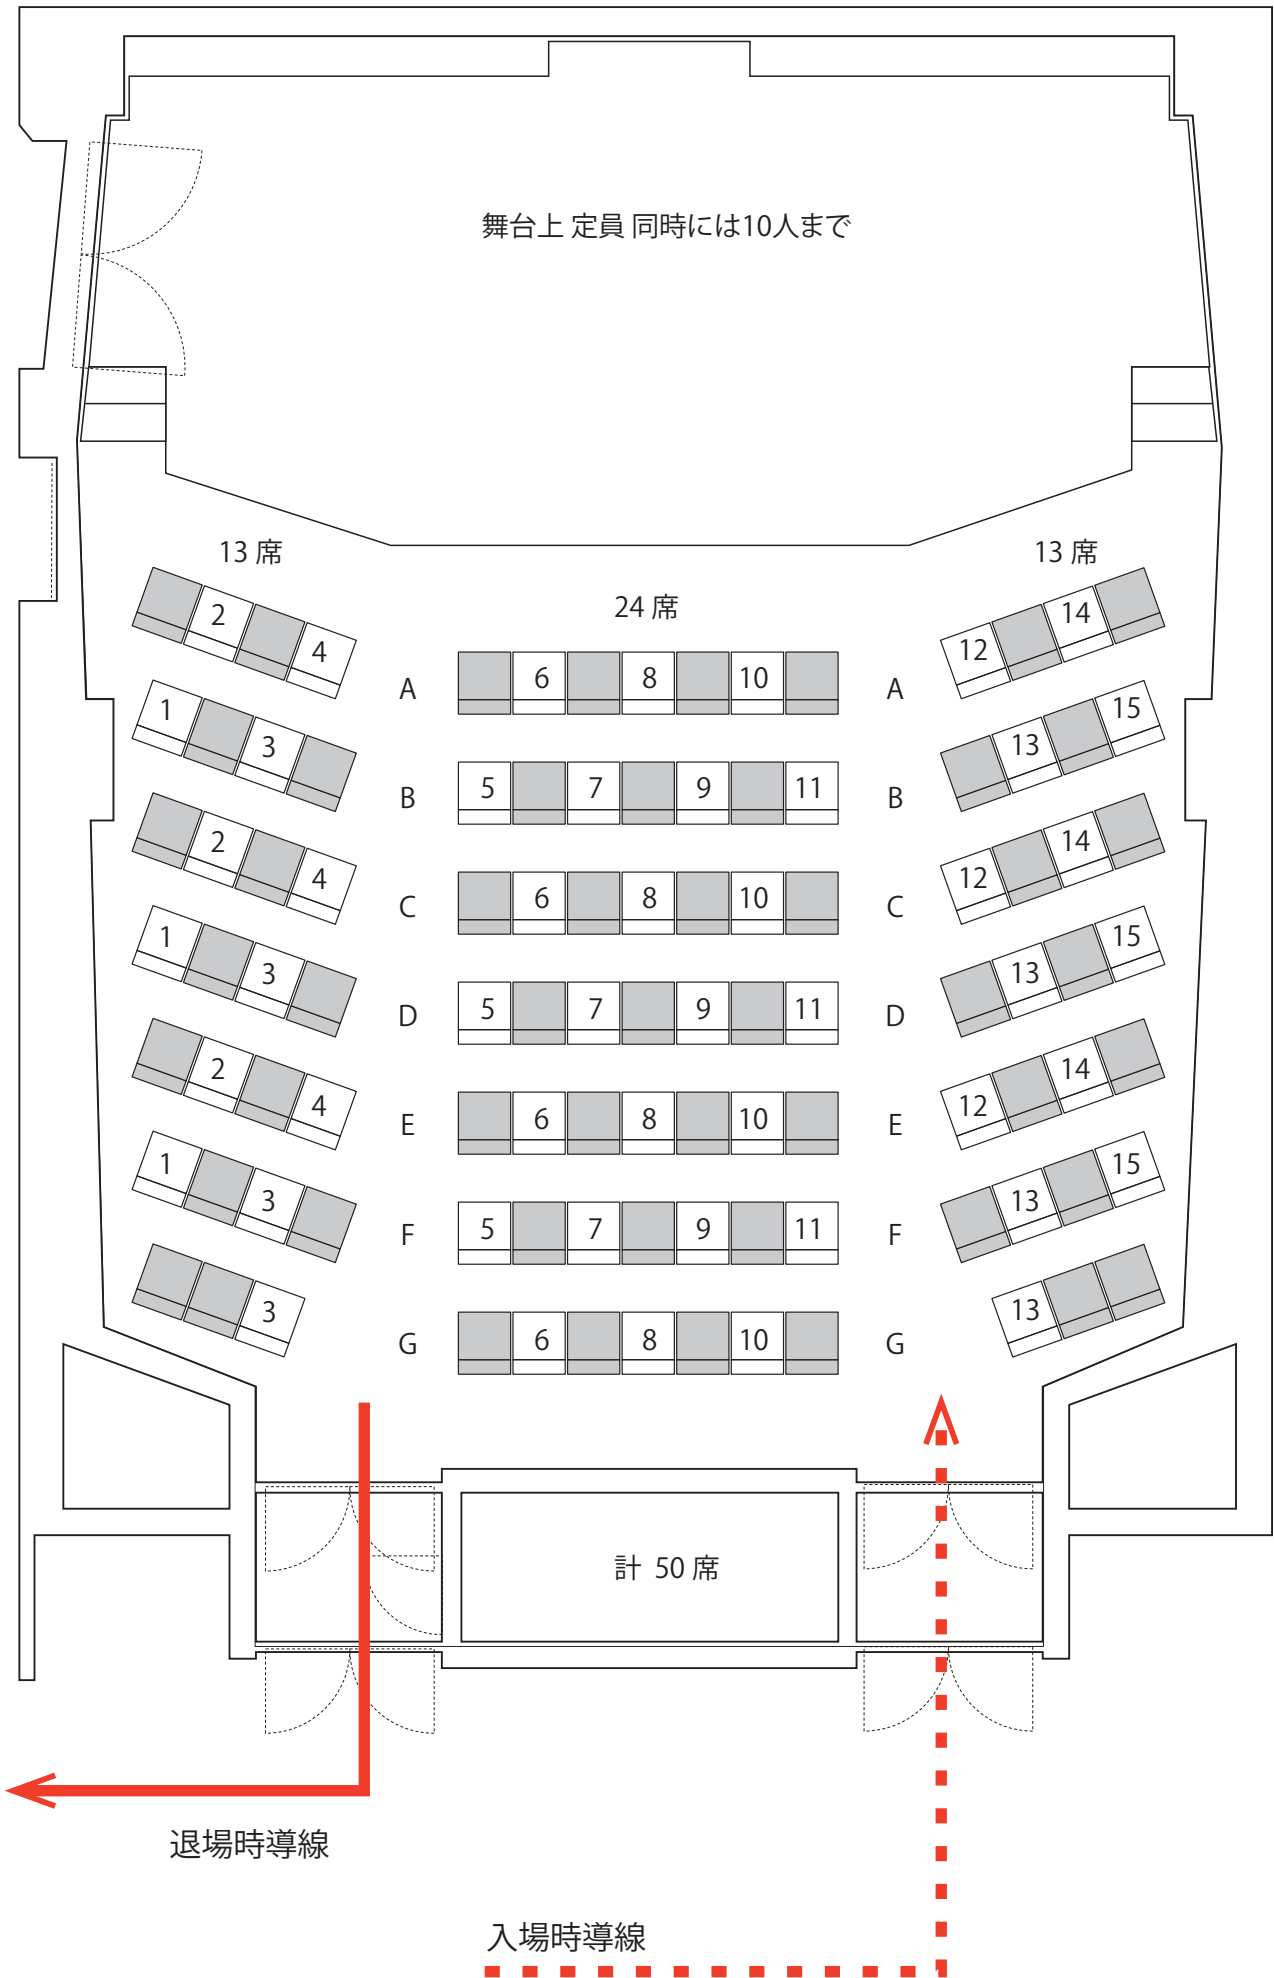 舞台上 定員 同時には10人まで
13 席
24 席
13 席
2 4 A 6 8 10 A 12 14
1 3 B 5 7 9 11 B 13 15
2 4 C 6 8 10 C 12 14
1 3 D 5 7 9 11 D 13 15
2 4 E 6 8 10 E 12 14
1 3 F 5 7 9 11 F 13 15
3 G 6 8 10 G 13
計 50 席
退場時導線
入場時導線